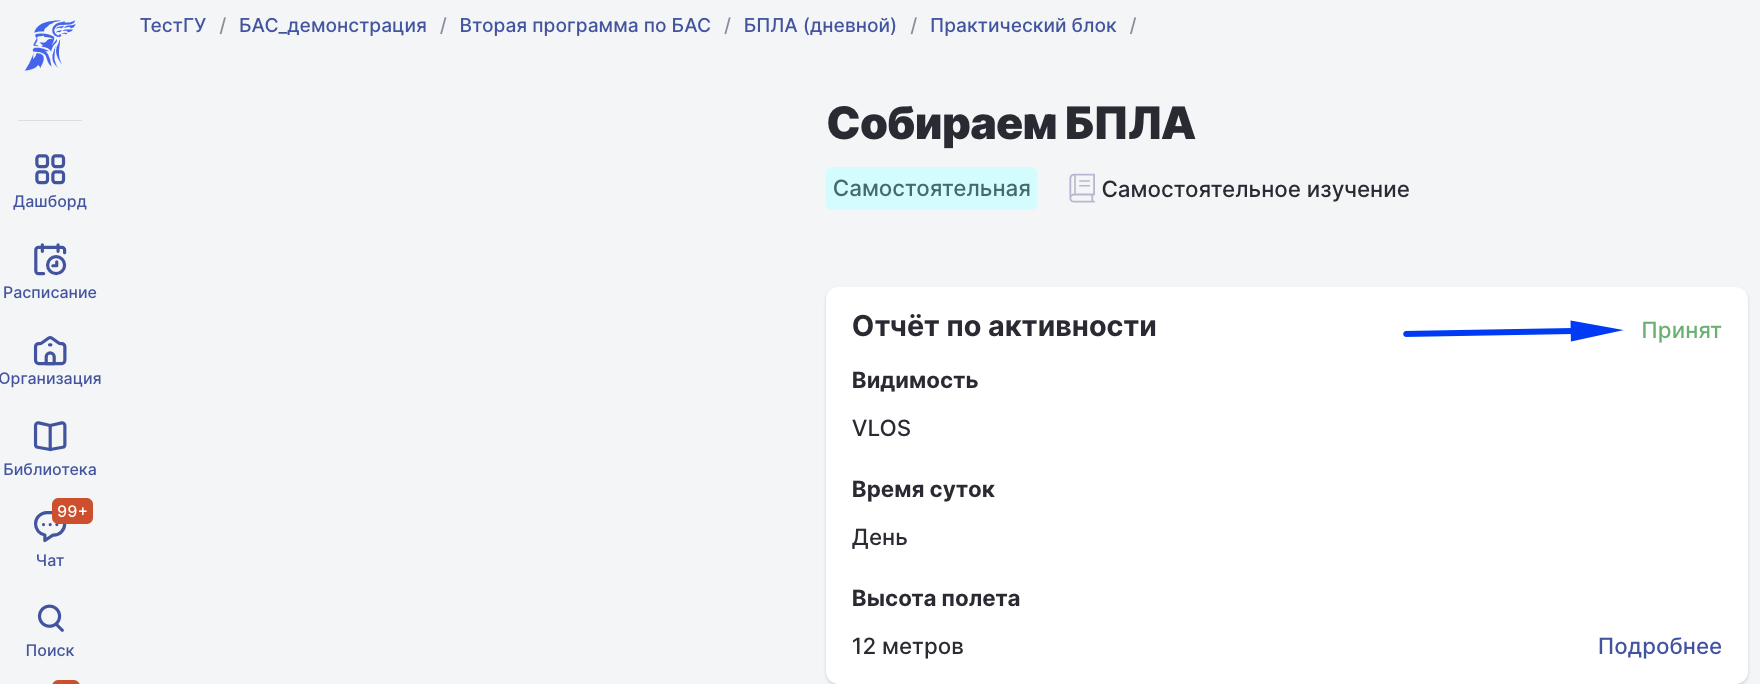 ТестГУ / БАС_демонстрация / Вторая программа по БАС / БПЛА (дневной) / Практический блок /
Собираем БПЛА
Самостоятельная Самостоятельное изучение
Дашборд
Расписание
Организация
Библиотека
99+
Чат
Поиск
Отчёт по активности Принят
Видимость
VLOS
Время суток
День
Высота полета
12 метров Подробнее